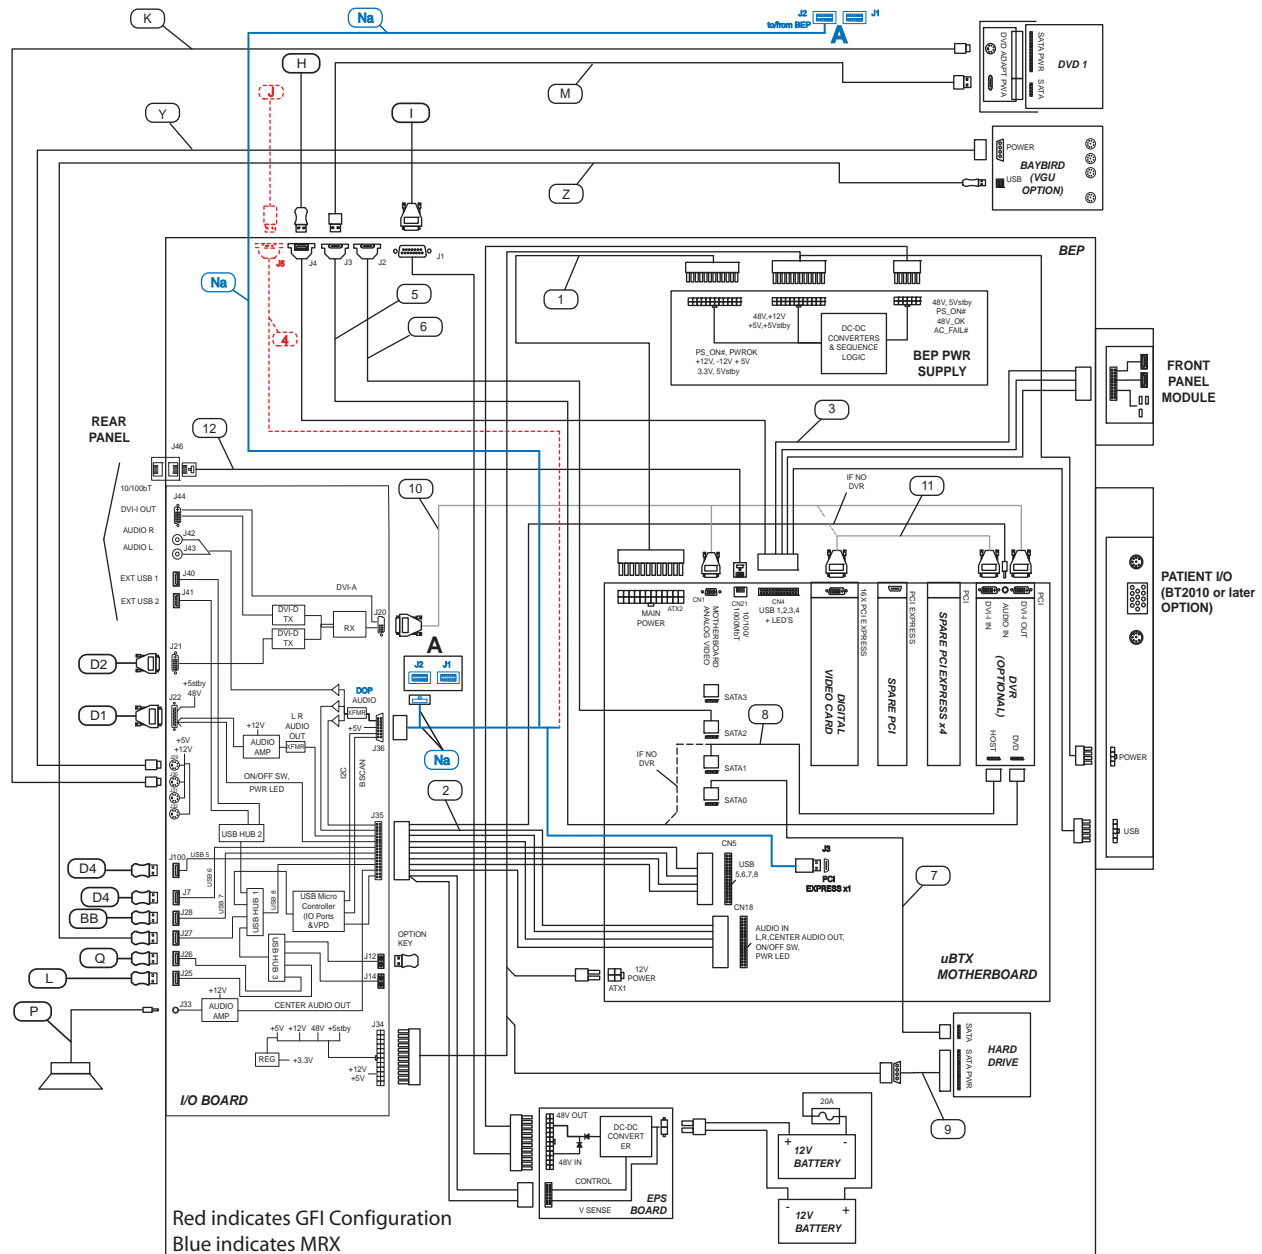 K
Na
J2
J1
to/from BEP
A
DVD ADAPT PWA
SATA PWR
SATA
DVD 1
H
J
M
Y
I
POWER
BAYBIRD
(VGU
OPTION)
USB
Z
BEP
J5
J4
J3
J2
J1
Na
1
5
6
4
48V, 5Vstby
PS_ON#
48V_OK
AC_FAIL#
48V,+12V
+5V,+5Vstby
DC-DC
CONVERTERS
& SEQUENCE
LOGIC
PS_ON#, PWROK
+12V, -12V + 5V
3.3V, 5Vstby
BEP PWR
SUPPLY
FRONT
PANEL
MODULE
3
REAR
PANEL
12
J46
10/100bT
DVI-I OUT
AUDIO R
AUDIO L
EXT USB 1
EXT USB 2
J44
J42
J43
J40
J41
10
IF NO
DVR
11
PATIENT I/O
(BT2010 or later
OPTION)
DVI-A
DVI-D
TX
DVI-D
TX
RX
J20
MAIN
POWER
ATX2
CN1
MOTHERBOARD
ANALOG VIDEO
CN21
10/100/
1000MbT
CN4
USB 1,2,3,4
+ LED'S
16X PCI EXPRESS
DIGITAL
VIDEO CARD
PCI EXPRESS
SPARE PCI
PCI
SPARE PCI EXPRESS x4
PCI
DVI-I IN
AUDIO IN
DVI-I OUT
DVR
(OPTIONAL)
HOST
DVD
A
J2
J1
D2
J21
D1
J22
+5stby
48V
+5V
+12V
+12V
AUDIO
AMP
L R
AUDIO
OUT
XFMR
DOP
AUDIO
XFMR
+5V
J36
Na
SATA3
SATA2
SATA1
SATA0
8
IF NO
DVR
POWER
USB
ON/OFF SW,
PWR LED
I2C
BSCAN
2
J35
USB HUB 2
D4
J100
USB 5
USB 6
D4
J7
USB 7
BB
J28
J27
USB HUB 1
USB 8
USB Micro
Controller
(IO Ports
&VPD
Q
J26
USB HUB 3
L
J25
OPTION
KEY
J12
J14
CN5
USB
5,6,7,8
J3
PCI
EXPRESS x1
7
CN18
AUDIO IN
L,R,CENTER AUDIO OUT,
ON/OFF SW,
PWR LED
12V
POWER
ATX1
uBTX
MOTHERBOARD
P
J33
+12V
AUDIO
AMP
CENTER AUDIO OUT
+5V +12V 48V +5stby
J34
REG
+3.3V
+12V
+5V
I/O BOARD
SATA
SATA PWR
HARD
DRIVE
9
48V OUT
48V IN
DC-DC
CONVERT
ER
CONTROL
V SENSE
EPS
BOARD
20A
+
-
12V
BATTERY
-
+
12V
BATTERY
Red indicates GFI Configuration
Blue indicates MRX